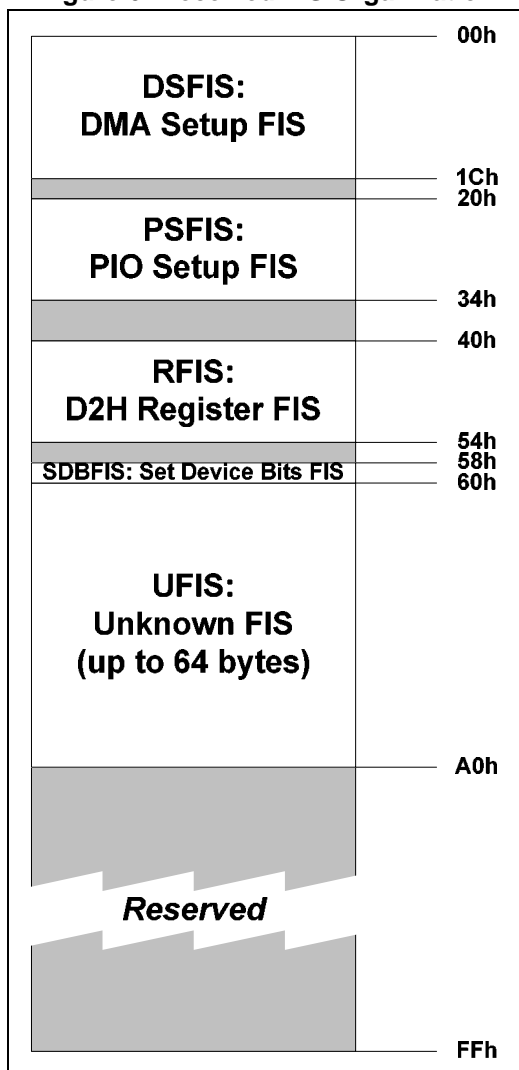 00h
DSFIS:
DMA Setup FIS
1Ch
20h
PSFIS:
PIO Setup FIS
34h
40h
RFIS:
D2H Register FIS
54h
58h
SDBFIS: Set Device Bits FIS
60h
UFIS:
Unknown FIS
(up to 64 bytes)
A0h
Reserved
FFh